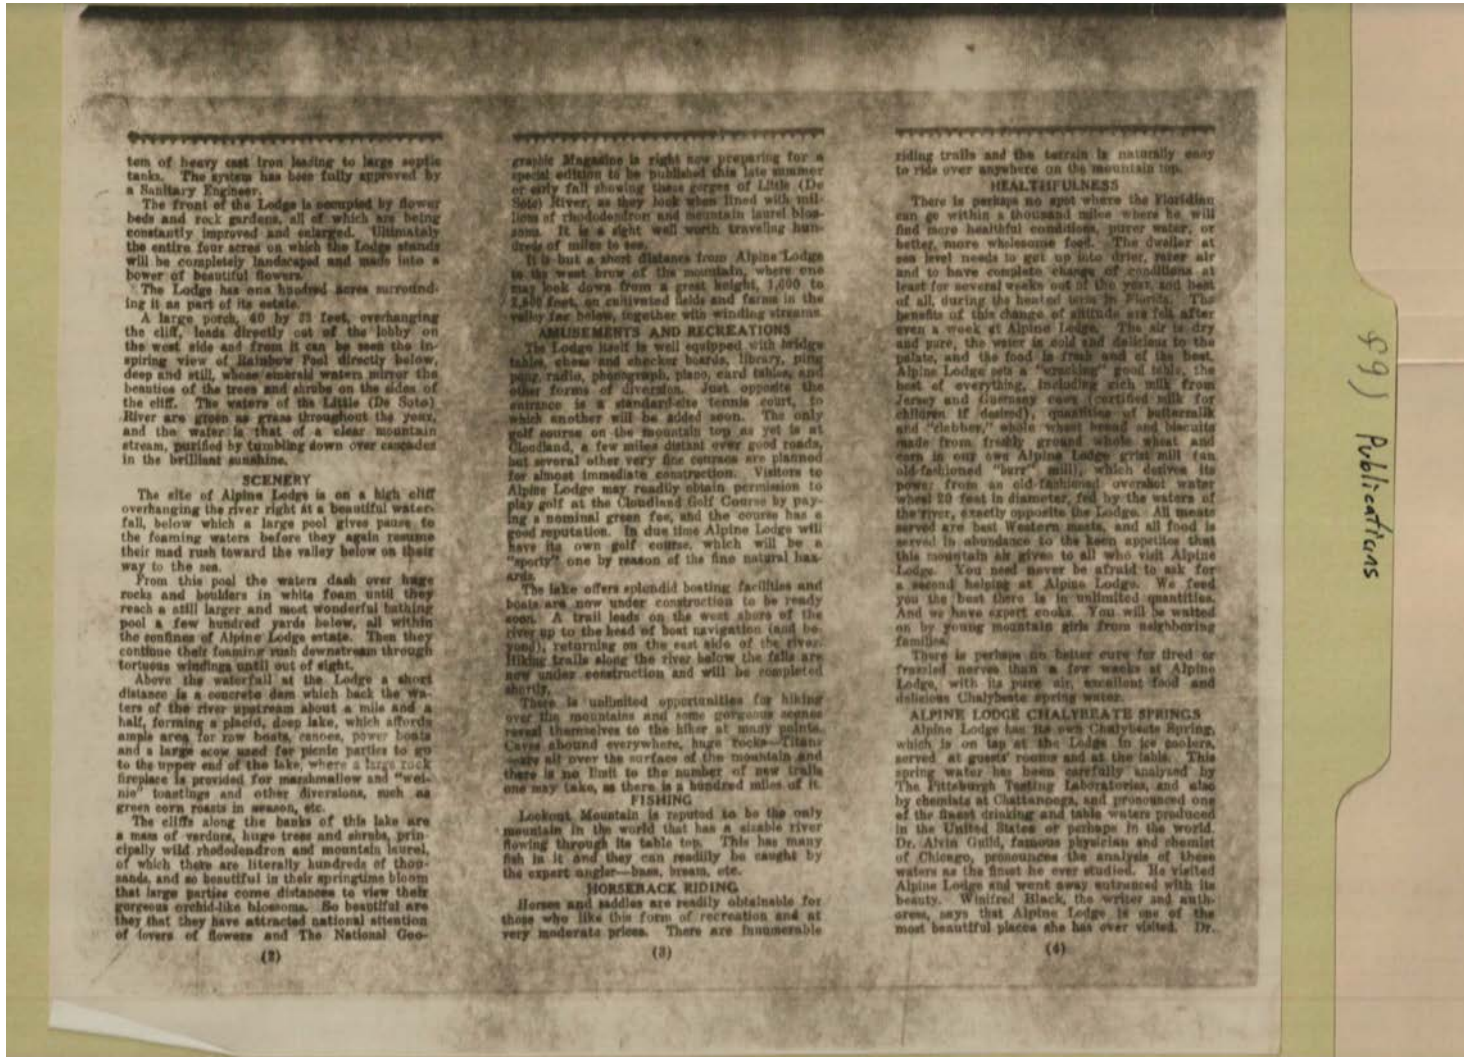 tem of heavy cast iron leading to large septic
tanks. The system has been fully approved by
a Sanitary Engineer.
The front of the Lodge is occupied by flower
beds and rock gardens, all of which are being
constantly improved and enlarged. Ultimately
the entire four acres on which the Lodge stands
will be completely landscaped and made into a
bower of beautiful flowers.
The Lodge has one hundred acres surround-
ing it as part of its estate.
A large porch, 40 by feet, overhanging
the cliff, leads directly out of the lobby on
the west side and from it can be seen the in-
spiring view of Rainbow Pool directly below,
deep and still, whose emerald waters mirror the
beauties of the trees and shrubs on the sides of
the cliff. The waters of the Little (De Soto)
River are green as grass throughout the year,
and the water is that of a clear mountain
stream, purified by tumbling down over cascades
in the brilliant sunshine.
SCENERY
The site of Alpine Lodge is on a high cliff
overhanging the river right at a beautiful water-
fall, below which a large pool gives pause to
the foaming waters before they again resume
their mad rush toward the valley below on their
way to the sea.
From this pool the waters dash over huge
rocks and boulders in white foam until they
reach a still larger and most wonderful bathing
pool a few hundred yards below, all within
the confines of Alpine Lodge estate. Then they
continue their foaming rush downstream through
tortuous windings until out of sight.
Above the waterfall at the Lodge a short
distance is a concrete dam which back the wa-
ters of the river upstream about a mile and a
half, forming a placid, deep lake, which affords
ample area for row boats, canoes, power boats
and a large scow used for picnic parties to go
to the upper end of the lake, where a large rock
fireplace is provided for marshmallow and "wei-
nie" toastings and other diversions, such as
green corn roasts in season, etc.
The cliffs along the banks of this lake are
a mass of verdure, huge trees and shrubs, prin-
cipally wild rhododendron and mountain laurel,
of which there are literally hundreds of thou-
sands, and so beautiful in their springtime bloom
that large parties come distances to view their
gorgeous orchid-like blossoms. So beautiful are
they that they have attracted national attention
of lovers of flowers and The National Geo-
(2)
graphic Magazine is right now preparing for a
special edition to be published this late summer
or early fall showing these gorges of Little (De
Soto) River, as they look when lined with mil-
lions of rhododendron and mountain laurel blos-
soms. It is a sight well worth traveling hun-
dreds of miles to see.
It is but a short distance from Alpine Lodge
to the west brow of the mountain, where one
may look down from a great height, 1,000 to
feet, on cultivated fields and farms in the
valley far below, together with winding streams.
AMUSEMENTS AND RECREATIONS
The Lodge itself is well equipped with bridge
tables, chess and checker boards, library, ping
pong, radio, phonograph, piano, card tables, and
other forms of diversion. Just opposite the
entrance is a standard-size tennis court, to
which another will be added soon. The only
golf course on the mountain top as yet is at
Cloudland, a few miles distant over good roads,
but several other very fine courses are planned
for almost immediate construction. Visitors to
Alpine Lodge may readily obtain permission to
play golf at the Cloudland Golf Course by pay-
ing a nominal green fee, and the course has a
good reputation. In due time Alpine Lodge will
have its own golf course, which will be a
"sporty" one by reason of the fine natural haz-
ards.
The lake offers splendid boating facilities and
boats are now under construction to be ready
soon. A trail leads on the west shore of the
river up to the head of boat navigation (and be-
yond), returning on the east side of the river.
Hiking trails along the river below the falls are
now under construction and will be completed
shortly.
There is unlimited opportunities for hiking
over the mountains and some gorgeous scenes
reveal themselves to the hiker at many points.
Caves abound everywhere, huge rocks—Titans
—are all over the surface of the mountain and
there is no limit to the number of new trails
one may take, as there is a hundred miles of it.
FISHING
Lookout Mountain is reputed to be the only
mountain in the world that has a sizable river
flowing through its table top. This has many
fish in it and they can readily be caught by
the expert angler—bass, bream, etc.
HORSEBACK RIDING
Horses and saddles are readily obtainable for
those who like this form of recreation and at
very moderate prices. There are innumerable
(3)
riding trails and the terrain is naturally easy
to ride over anywhere on the mountain top.
HEALTHFULNESS
There is perhaps no spot where the Floridian
can go within a thousand miles where he will
find more healthful conditions, purer water, or
better, more wholesome food. The dweller at
sea level needs to get up into drier, rarer air
and to have complete change of conditions at
least for several weeks out of the year, and best
of all, during the heated term in Florida. The
benefits of this change of altitude are felt after
even a week at Alpine Lodge. The air is dry
and pure, the water is cold and delicious to the
palate, and the food is fresh and of the best.
Alpine Lodge sets a "wracking" good table, the
best of everything, including rich milk from
Jersey and Guernsey cows (certified milk for
children if desired), quantities of buttermilk
and "clabber," whole wheat bread and biscuits
made from freshly ground whole wheat and
corn in our own Alpine Lodge grist mill (an
old-fashioned "burr" mill), which derives its
power from an old-fashioned overshot water
wheel 20 feet in diameter, fed by the waters of
the river, exactly opposite the Lodge. All meats
served are best Western meats, and all food is
served in abundance to the keen appetites that
this mountain air gives to all who visit Alpine
Lodge. You need never be afraid to ask for
a second helping at Alpine Lodge. We feed
you the best there is in unlimited quantities.
And we have expert cooks. You will be waited
on by young mountain girls from neighboring
families.
There is perhaps no better cure for tired or
frazzled nerves than a few weeks at Alpine
Lodge, with its pure air, excellent food and
delicious Chalybeate spring water.
ALPINE LODGE CHALYBEATE SPRINGS
Alpine Lodge has its own Chalybeate Spring,
which is on tap at the Lodge in ice coolers,
served at guests' rooms and at the table. This
spring water has been carefully analyzed by
The Pittsburgh Testing Laboratories, and also
by chemists at Chattanooga, and pronounced one
of the finest drinking and table waters produced
in the United States or perhaps in the world.
Dr. Alvin Guild, famous physician and chemist
of Chicago, pronounces the analysis of these
waters as the finest he ever studied. He visited
Alpine Lodge and went away entranced with its
beauty. Winifred Black, the writer and auth-
oress, says that Alpine Lodge is one of the
most beautiful places she has ever visited. Dr.
(4)
Publications